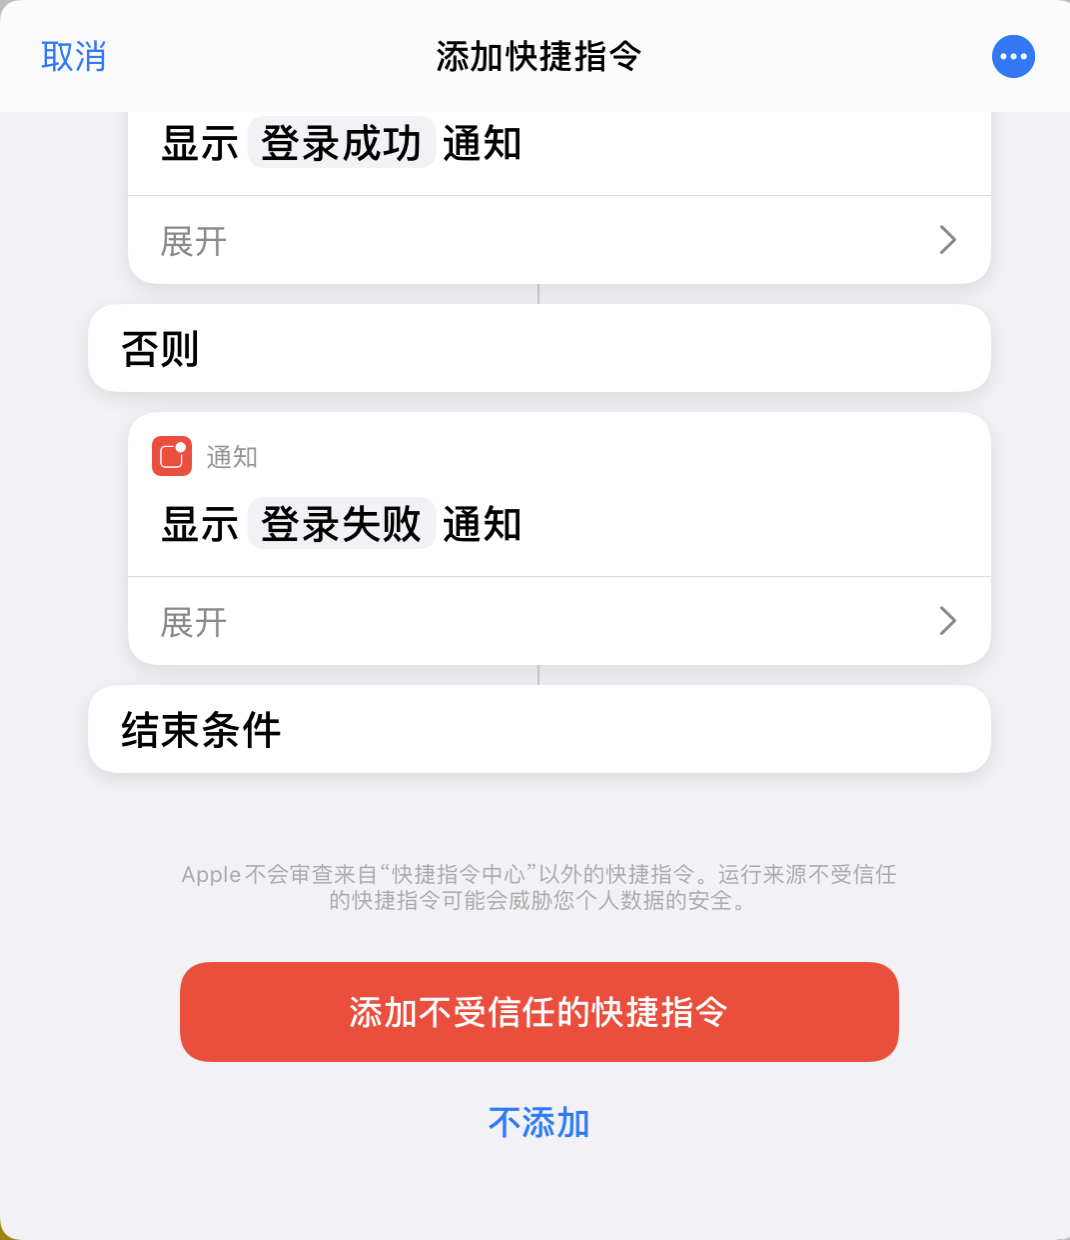 取消
添加快捷指令
显示 登录成功 通知
展开
否则
通知
显示 登录失败 通知
展开
结束条件
Apple 不会审查来自“快捷指令中心”以外的快捷指令。运行来源不受信任
的快捷指令可能会威胁您个人数据的安全。
添加不受信任的快捷指令
不添加